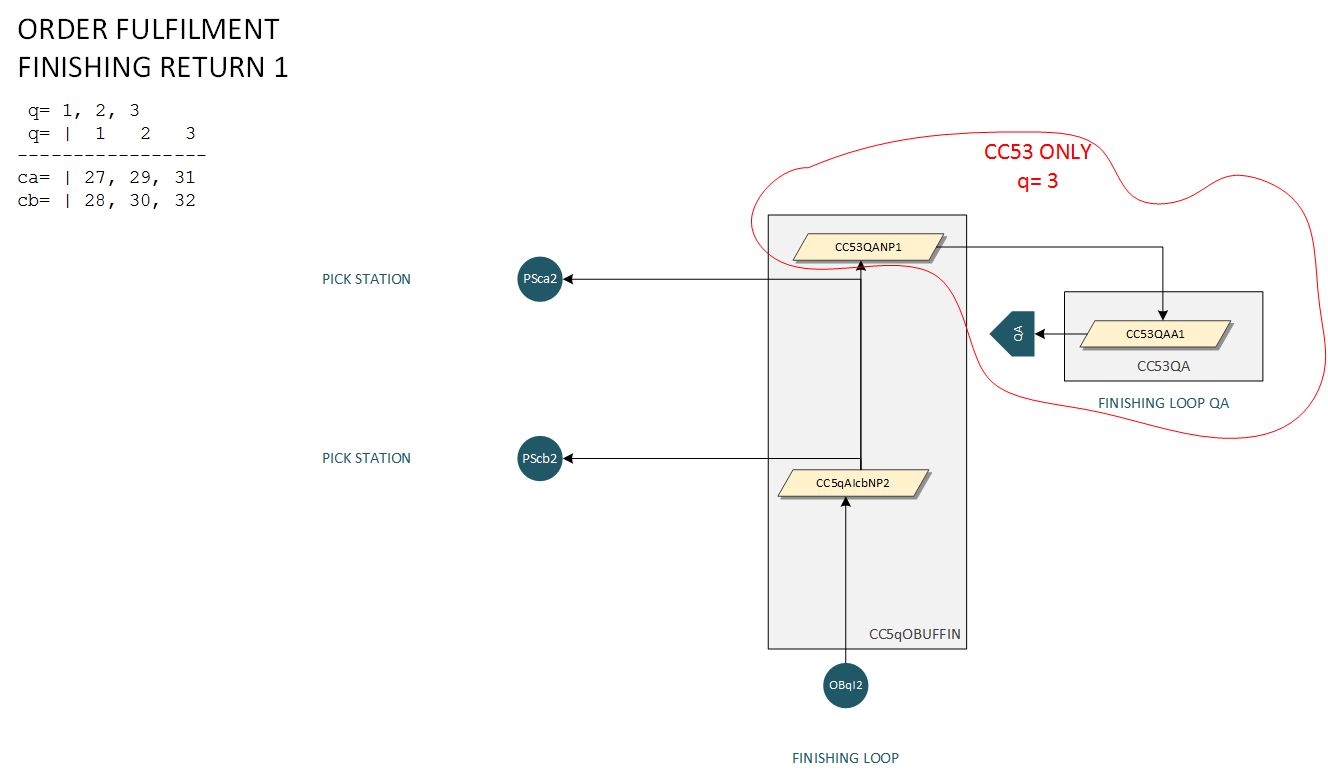 ORDER FULFILMENT
FINISHING RETURN 1
q= 1, 2, 3
q= | 1 2 3
-----------------
ca= | 27, 29, 31
cb= | 28, 30, 32
CC53 ONLY
q= 3
CC53QANP1
PICK STATION
PSca2
QA
CC53QAA1
CC53QA
FINISHING LOOP QA
PICK STATION
PScb2
CC5qAIcbNP2
CC5qOBUFFIN
OBqI2
FINISHING LOOP